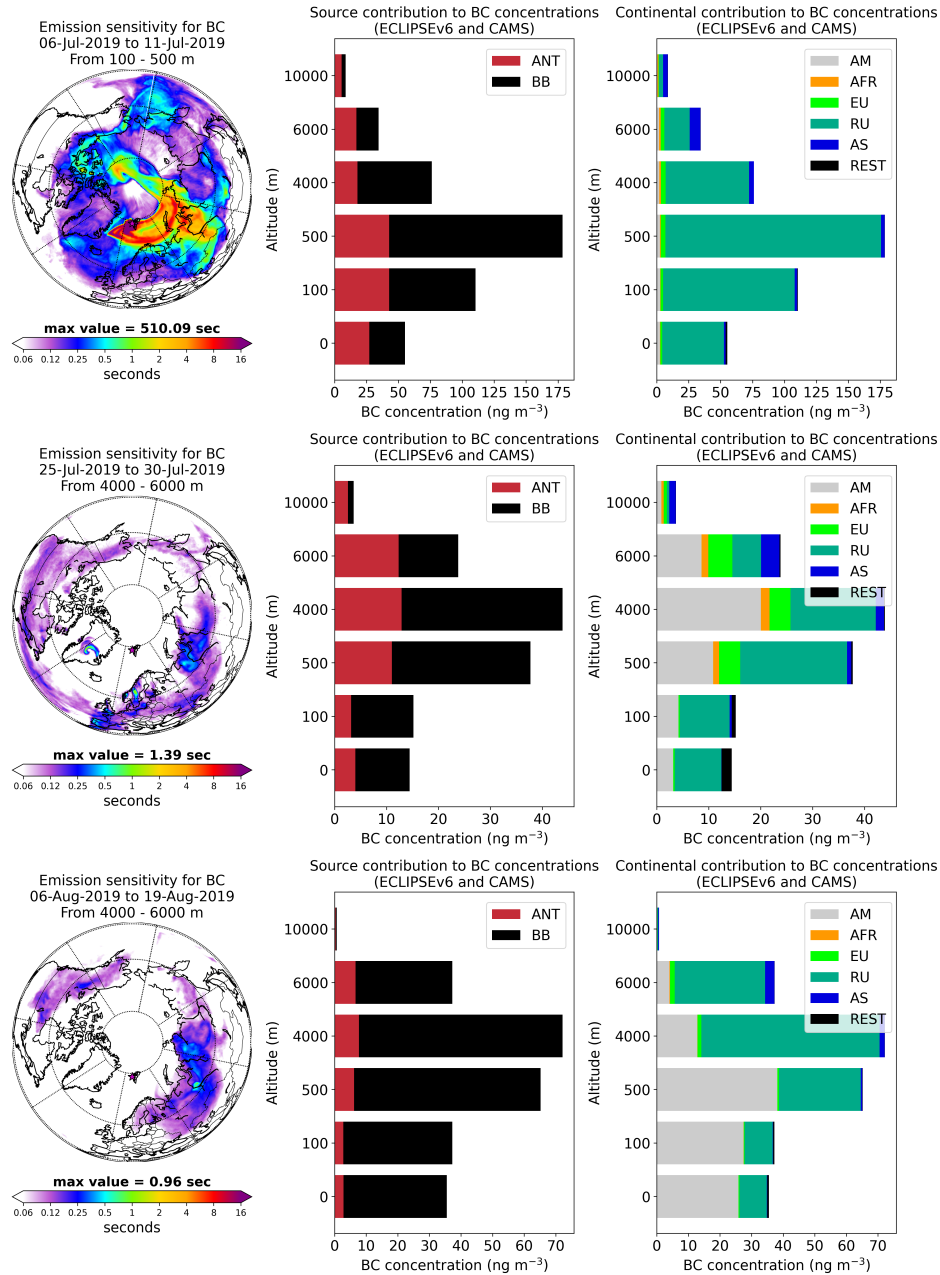 Emission sensitivity for BC
06-Jul-2019 to 11-Jul-2019
From 100 - 500 m
max value = 510.09 sec
0.06 0.12 0.25 0.5 1 2 4 8 16
seconds
Source contribution to BC concentrations
(ECLIPSEv6 and CAMS)
ANT
BB
Altitude (m)
10000
6000
4000
500
100
0
0 25 50 75 100 125 150 175
BC concentration (ng m⁻³)
Continental contribution to BC concentrations
(ECLIPSEv6 and CAMS)
AM
AFR
EU
RU
AS
REST
Altitude (m)
10000
6000
4000
500
100
0
0 25 50 75 100 125 150 175
BC concentration (ng m⁻³)
Emission sensitivity for BC
25-Jul-2019 to 30-Jul-2019
From 4000 - 6000 m
max value = 1.39 sec
0.06 0.12 0.25 0.5 1 2 4 8 16
seconds
Source contribution to BC concentrations
(ECLIPSEv6 and CAMS)
ANT
BB
Altitude (m)
10000
6000
4000
500
100
0
0 10 20 30 40
BC concentration (ng m⁻³)
Continental contribution to BC concentrations
(ECLIPSEv6 and CAMS)
AM
AFR
EU
RU
AS
REST
Altitude (m)
10000
6000
4000
500
100
0
0 10 20 30 40
BC concentration (ng m⁻³)
Emission sensitivity for BC
06-Aug-2019 to 19-Aug-2019
From 4000 - 6000 m
max value = 0.96 sec
0.06 0.12 0.25 0.5 1 2 4 8 16
seconds
Source contribution to BC concentrations
(ECLIPSEv6 and CAMS)
ANT
BB
Altitude (m)
10000
6000
4000
500
100
0
0 10 20 30 40 50 60 70
BC concentration (ng m⁻³)
Continental contribution to BC concentrations
(ECLIPSEv6 and CAMS)
AM
AFR
EU
RU
AS
REST
Altitude (m)
10000
6000
4000
500
100
0
0 10 20 30 40 50 60 70
BC concentration (ng m⁻³)